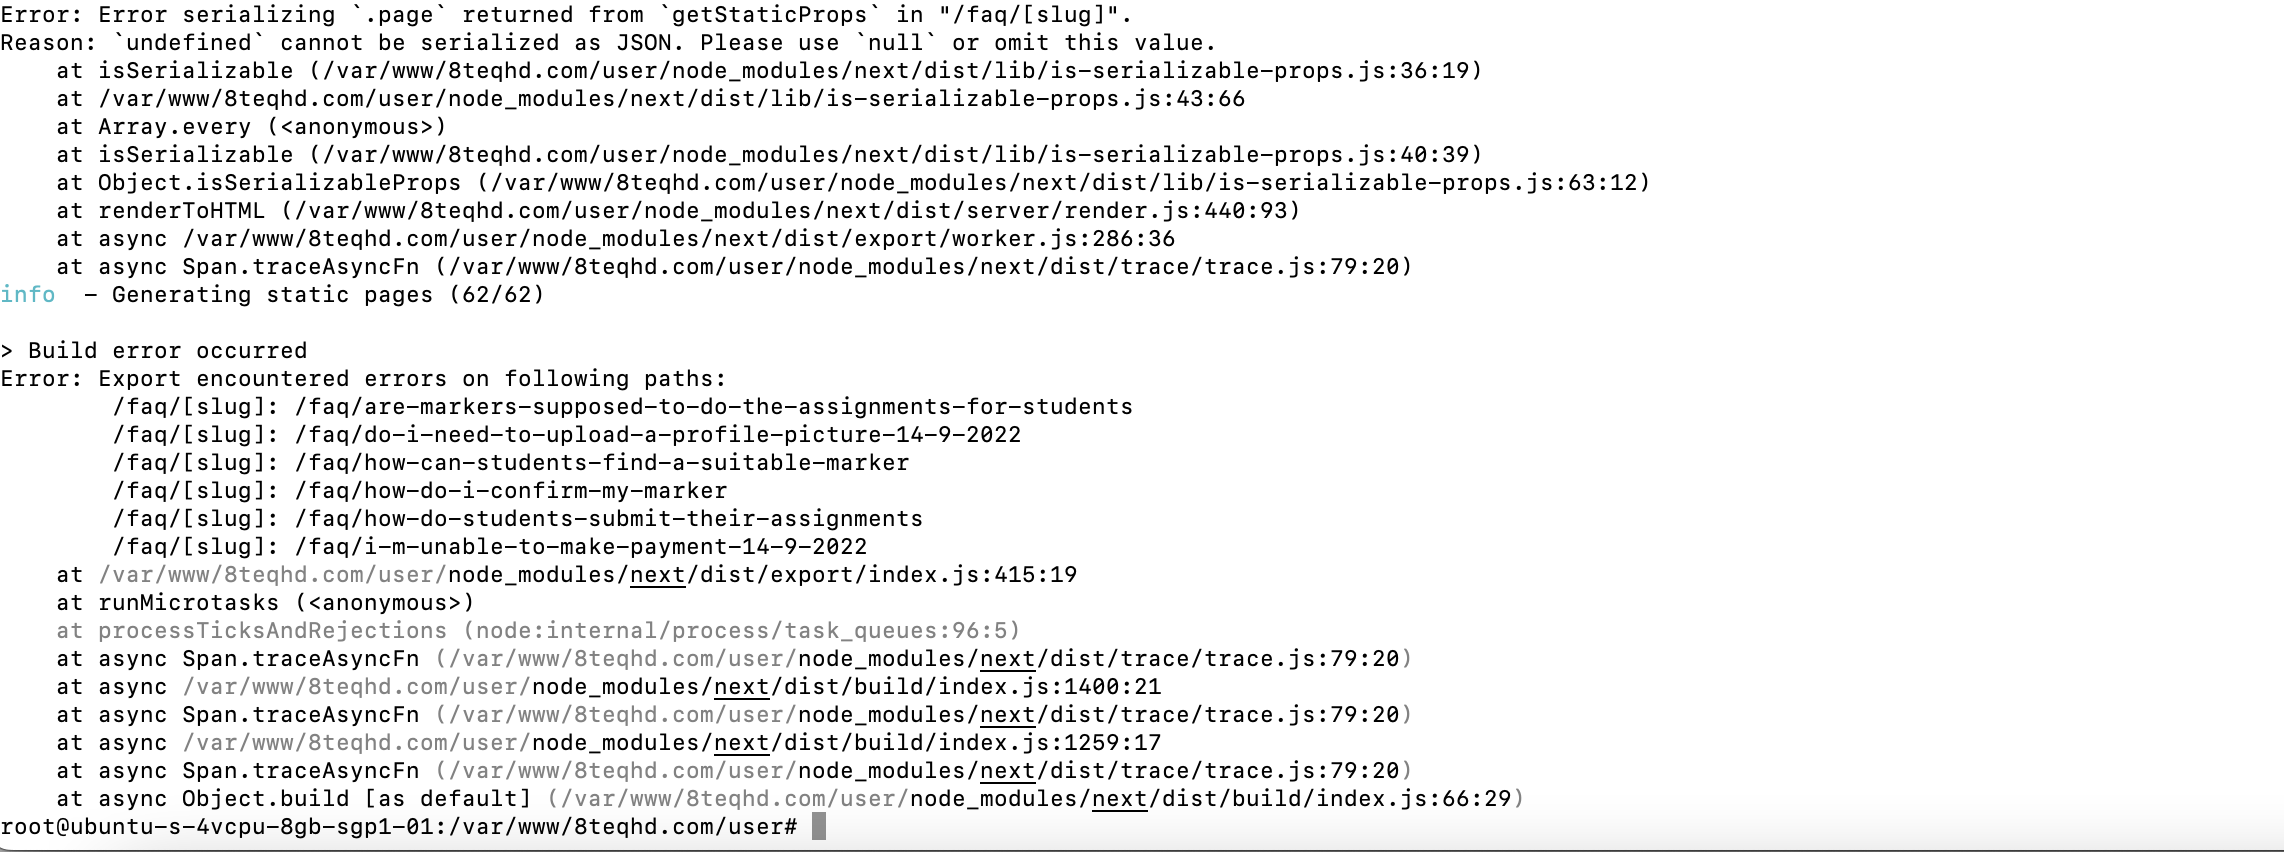 Error: Error serializing `.page` returned from `getStaticProps` in "/faq/[slug]".
Reason: `undefined` cannot be serialized as JSON. Please use `null` or omit this value.
    at isSerializable (/var/www/8teqhd.com/user/node_modules/next/dist/lib/is-serializable-props.js:36:19)
    at /var/www/8teqhd.com/user/node_modules/next/dist/lib/is-serializable-props.js:43:66
    at Array.every (<anonymous>)
    at isSerializable (/var/www/8teqhd.com/user/node_modules/next/dist/lib/is-serializable-props.js:40:39)
    at Object.isSerializableProps (/var/www/8teqhd.com/user/node_modules/next/dist/lib/is-serializable-props.js:63:12)
    at renderToHTML (/var/www/8teqhd.com/user/node_modules/next/dist/server/render.js:440:93)
    at async /var/www/8teqhd.com/user/node_modules/next/dist/export/worker.js:286:36
    at async Span.traceAsyncFn (/var/www/8teqhd.com/user/node_modules/next/dist/trace/trace.js:79:20)
info  - Generating static pages (62/62)

> Build error occurred
Error: Export encountered errors on following paths:
        /faq/[slug]: /faq/are-markers-supposed-to-do-the-assignments-for-students
        /faq/[slug]: /faq/do-i-need-to-upload-a-profile-picture-14-9-2022
        /faq/[slug]: /faq/how-can-students-find-a-suitable-marker
        /faq/[slug]: /faq/how-do-i-confirm-my-marker
        /faq/[slug]: /faq/how-do-students-submit-their-assignments
        /faq/[slug]: /faq/i-m-unable-to-make-payment-14-9-2022
    at /var/www/8teqhd.com/user/node_modules/next/dist/export/index.js:415:19
    at runMicrotasks (<anonymous>)
    at processTicksAndRejections (node:internal/process/task_queues:96:5)
    at async Span.traceAsyncFn (/var/www/8teqhd.com/user/node_modules/next/dist/trace/trace.js:79:20)
    at async /var/www/8teqhd.com/user/node_modules/next/dist/build/index.js:1400:21
    at async Span.traceAsyncFn (/var/www/8teqhd.com/user/node_modules/next/dist/trace/trace.js:79:20)
    at async /var/www/8teqhd.com/user/node_modules/next/dist/build/index.js:1259:17
    at async Span.traceAsyncFn (/var/www/8teqhd.com/user/node_modules/next/dist/trace/trace.js:79:20)
    at async Object.build [as default] (/var/www/8teqhd.com/user/node_modules/next/dist/build/index.js:66:29)
root@ubuntu-s-4vcpu-8gb-sgp1-01:/var/www/8teqhd.com/user#